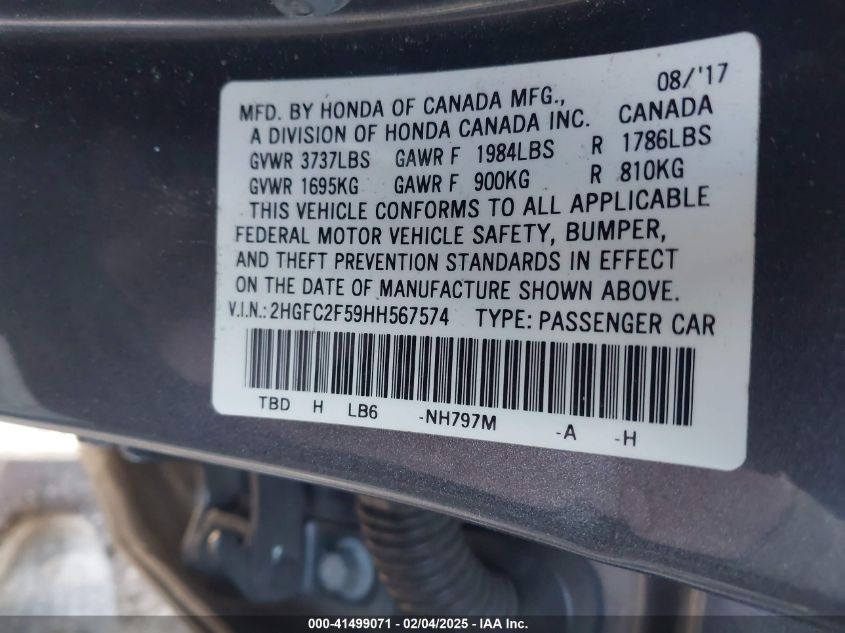 08/'17
MFD. BY HONDA OF CANADA MFG.,
A DIVISION OF HONDA CANADA INC. CANADA
GVWR 3737LBS GAWR F 1984LBS R 1786LBS
GVWR 1695KG GAWR F 900KG R 810KG
THIS VEHICLE CONFORMS TO ALL APPLICABLE
FEDERAL MOTOR VEHICLE SAFETY, BUMPER,
AND THEFT PREVENTION STANDARDS IN EFFECT
ON THE DATE OF MANUFACTURE SHOWN ABOVE.
V.I.N.: 2HGFC2F59HH567574 TYPE: PASSENGER CAR
TBD H LB6 -NH797M -A -H
000-41499071 - 02/04/2025 - IAA Inc.